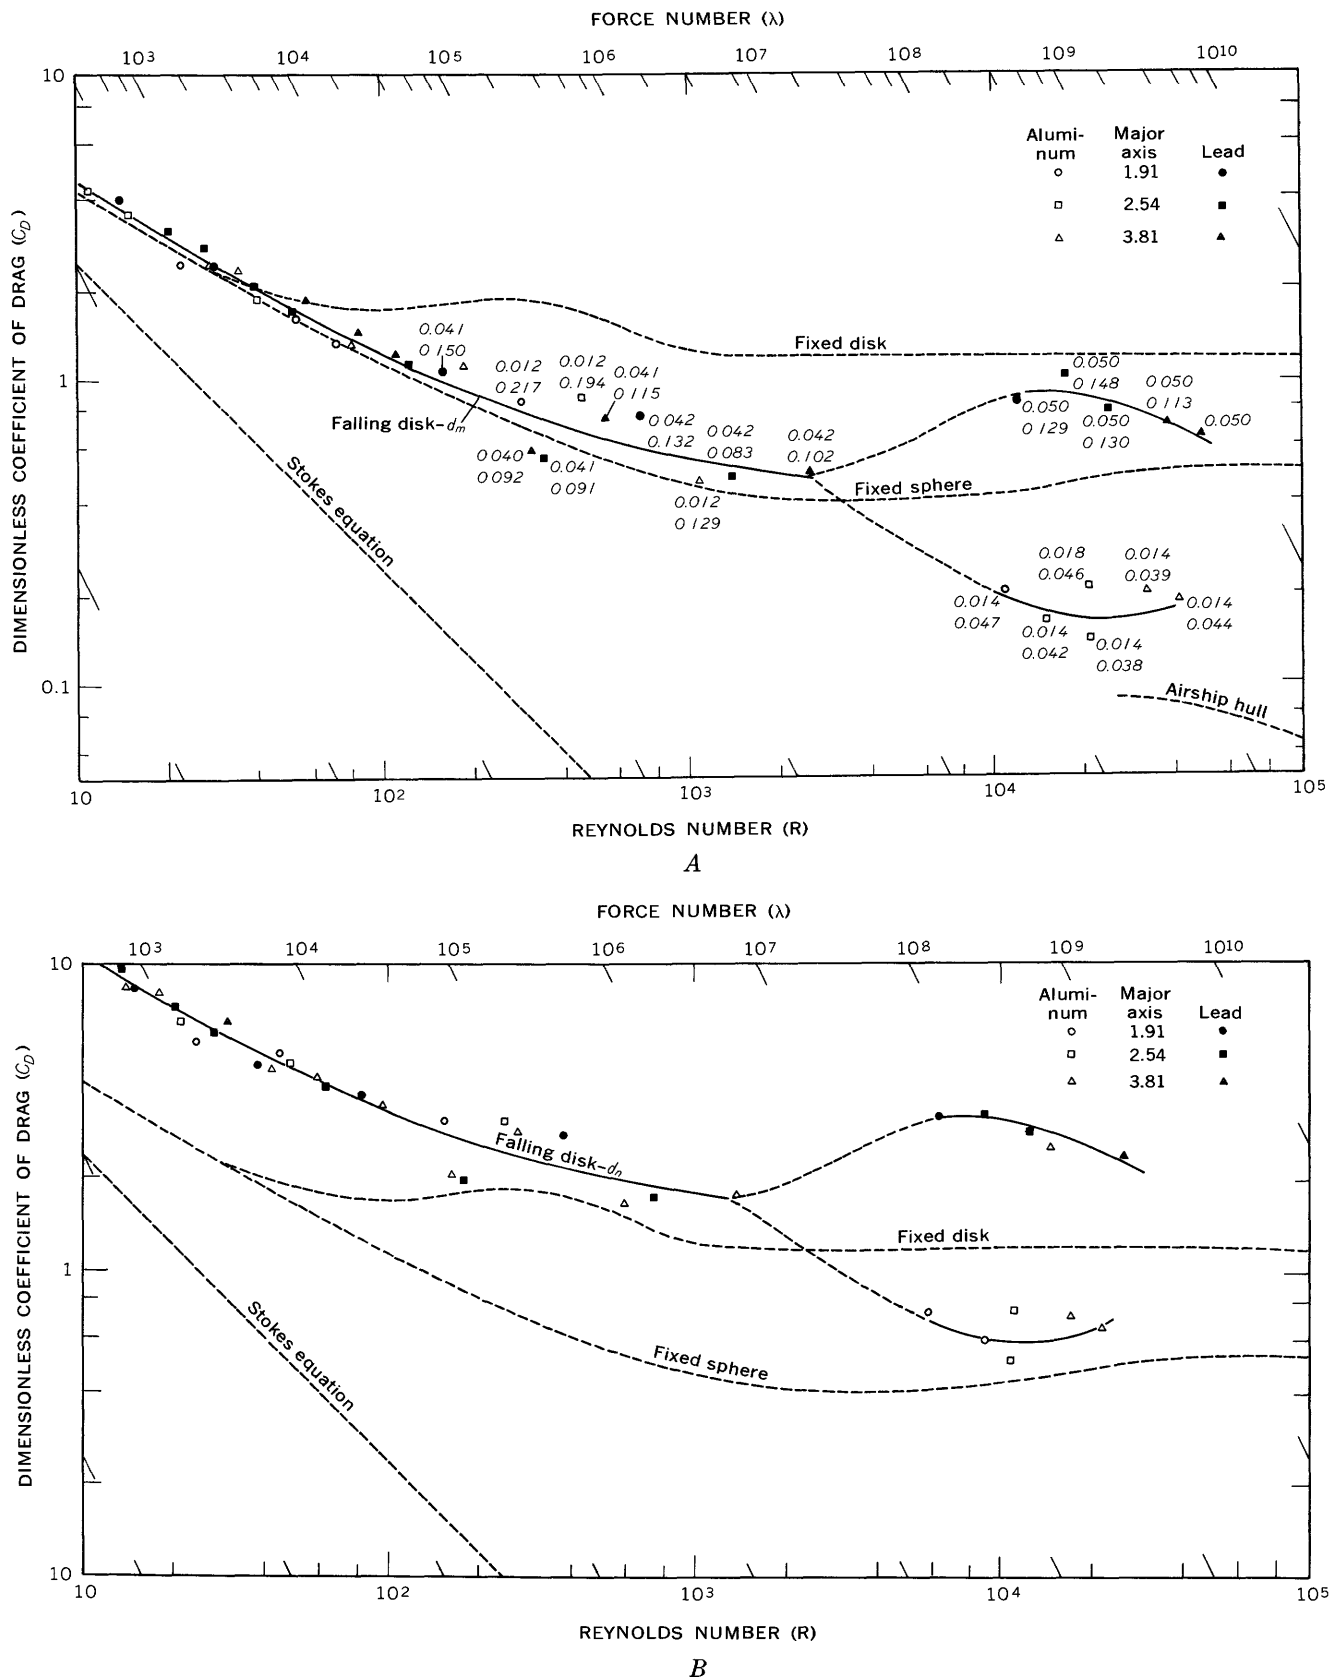 FORCE NUMBER (λ)
10³ 10⁴ 10⁵ 10⁶ 10⁷ 10⁸ 10⁹ 10¹⁰
10
Alumi- Major
num axis Lead
1.91
2.54
3.81
DIMENSIONLESS COEFFICIENT OF DRAG (C_D)
0.041
0.150
0.012
0.217
0.012
0.194
0.041
0.115
Fixed disk
0.050
0.148
0.050
0.113
1
Falling disk–dₘ
0.042
0.132
0.042
0.083
0.042
0.102
0.050
0.129
0.050
0.130
0.050
0.040
0.092
0.041
0.091
Stokes equation
0.012
0.129
Fixed sphere
0.018
0.046
0.014
0.039
0.014
0.047
0.014
0.042
0.014
0.038
0.014
0.044
0.1
Airship hull
10 10² 10³ 10⁴ 10⁵
REYNOLDS NUMBER (R)
A
FORCE NUMBER (λ)
10³ 10⁴ 10⁵ 10⁶ 10⁷ 10⁸ 10⁹ 10¹⁰
10
Alumi- Major
num axis Lead
1.91
2.54
3.81
DIMENSIONLESS COEFFICIENT OF DRAG (C_D)
Falling disk–dₙ
Fixed disk
1
Stokes equation
Fixed sphere
10
10 10² 10³ 10⁴ 10⁵
REYNOLDS NUMBER (R)
B